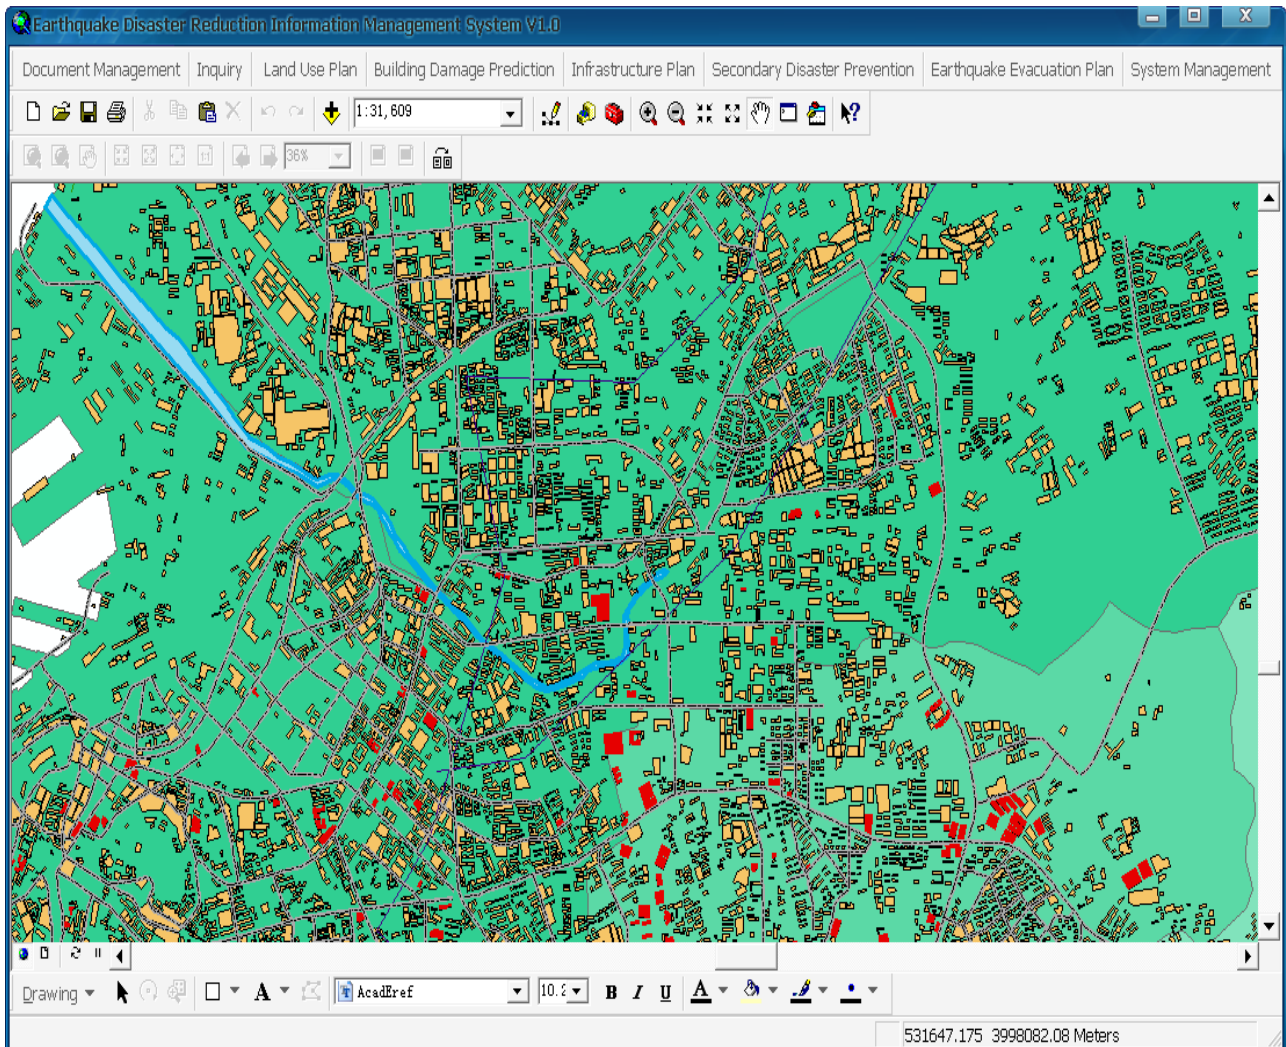 Earthquake Disaster Reduction Information Management System V1.0
Document Management Inquiry Land Use Plan Building Damage Prediction Infrastructure Plan Secondary Disaster Prevention Earthquake Evacuation Plan System Management
1:31,609
36%
Drawing A AcadEref 10.2 B I U A
531647.175 3998082.08 Meters